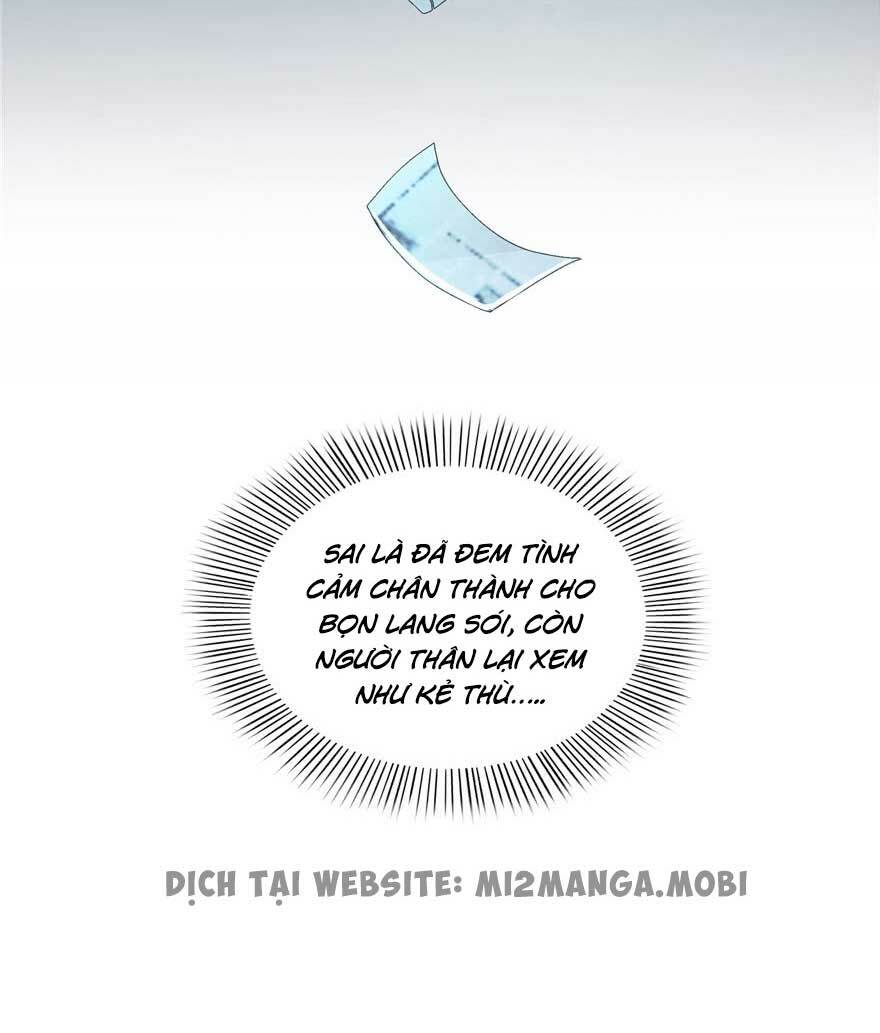 SAI LÀ ĐÃ ĐEM TÌNH
CẢM CHÂN THÀNH CHO
BỌN LANG SÓI, CÒN
NGƯỜI THÂN LẠI XEM
NHƯ KẺ THÙ.....
DỊCH TẠI WEBSITE: MI2MANGA.MOBI